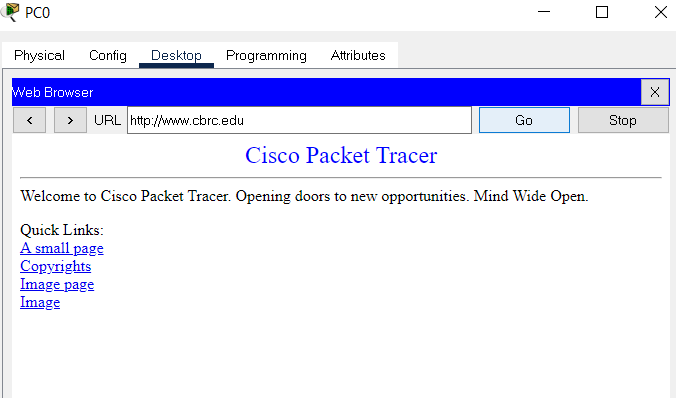 PC0
Physical Config Desktop Programming Attributes
Web Browser X
< > URL http://www.cbrc.edu Go Stop
Cisco Packet Tracer
Welcome to Cisco Packet Tracer. Opening doors to new opportunities. Mind Wide Open.
Quick Links:
A small page
Copyrights
Image page
Image